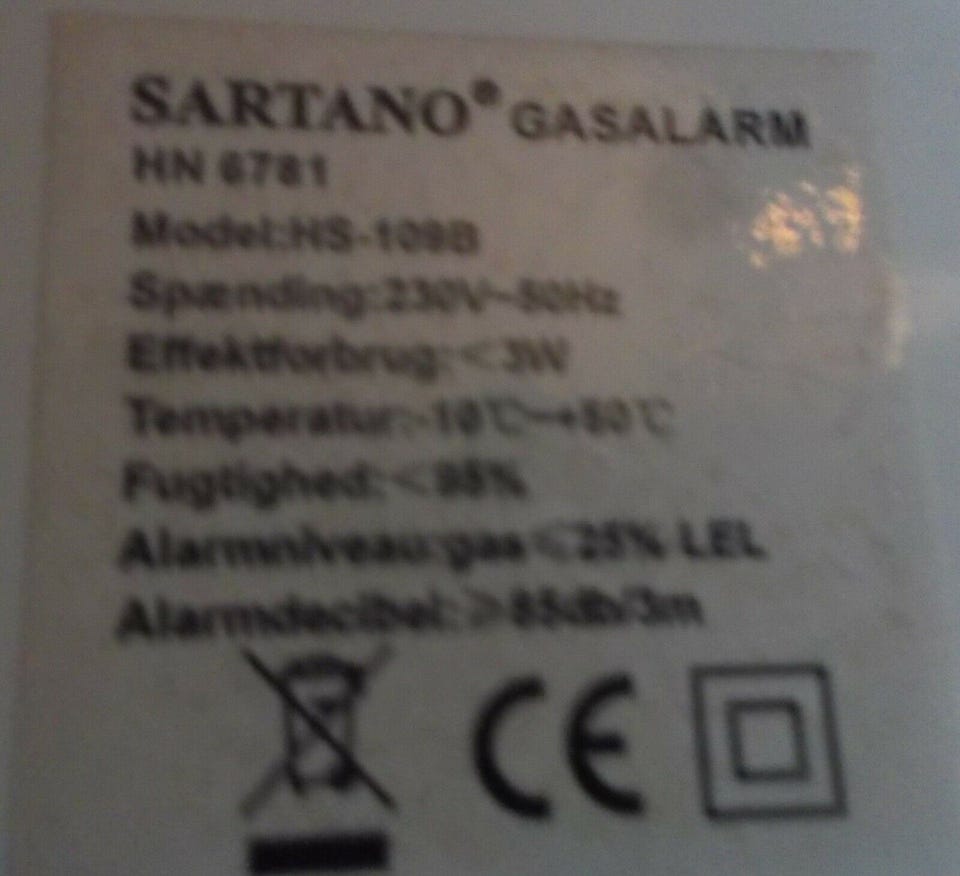 SARTANO® GASALARM
HN 6781
Model:HS-109B
Spænding:230V~50Hz
Effektforbrug:<3W
Temperatur:-10℃~+50℃
Fugtighed:<95%
Alarmniveau:gas<25% LEL
Alarmdecibel:>85db/3m
CE